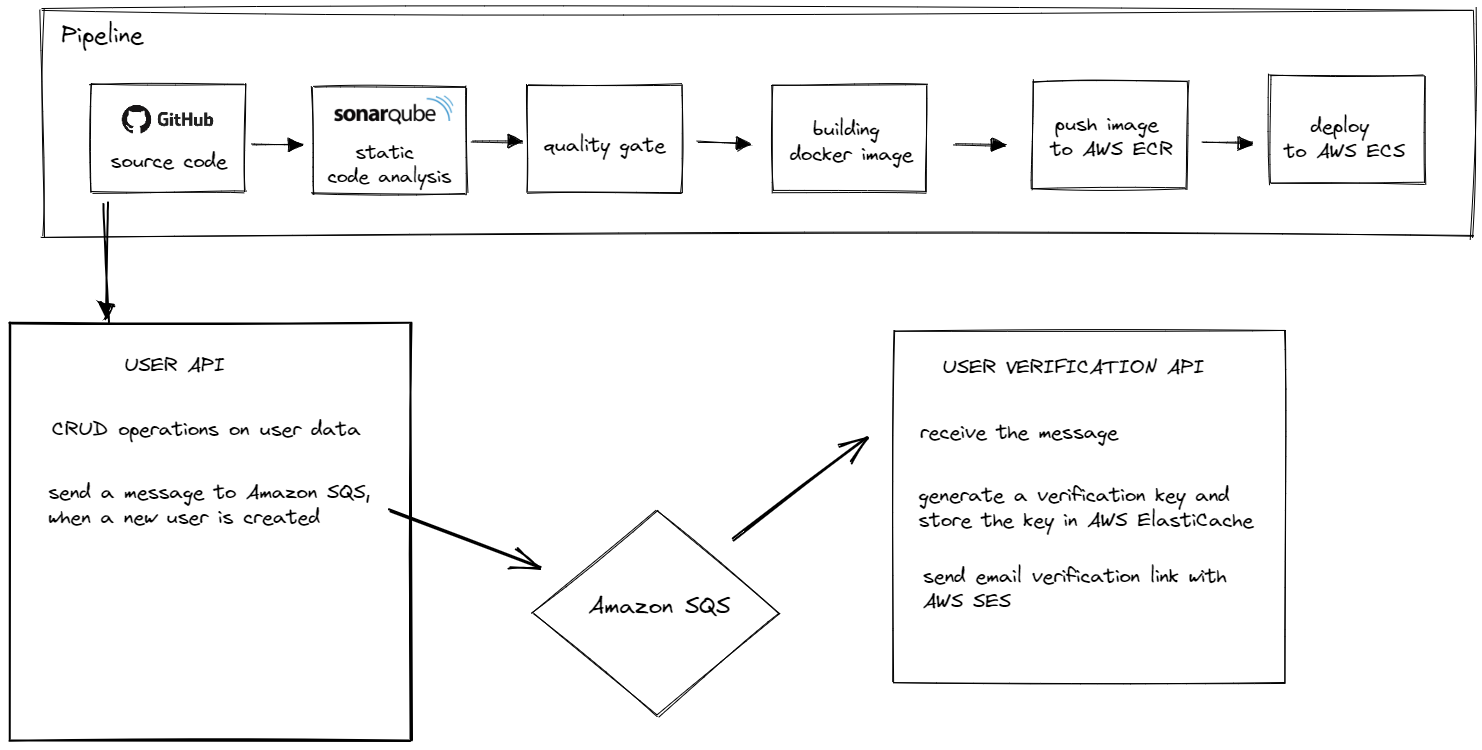 Pipeline
GitHub
source code
sonarqube
static
code analysis
quality gate
building
docker image
push image
to AWS ECR
deploy
to AWS ECS
USER API
CRUD operations on user data
send a message to Amazon SQS,
when a new user is created
Amazon SQS
USER VERIFICATION API
receive the message
generate a verification key and
store the key in AWS ElastiCache
send email verification link with
AWS SES